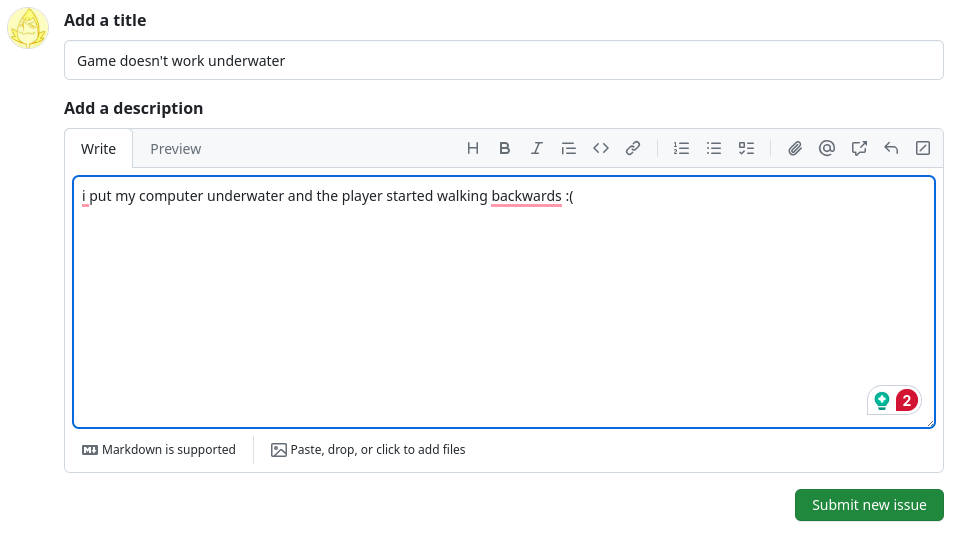 Add a title
Game doesn't work underwater
Add a description
Write Preview
i put my computer underwater and the player started walking backwards :(
2
Markdown is supported Paste, drop, or click to add files
Submit new issue